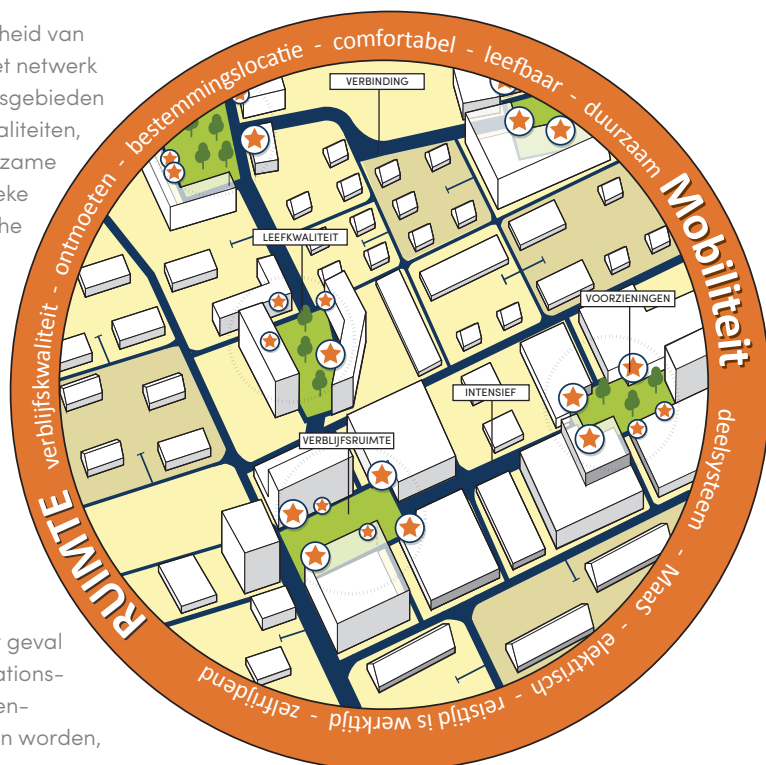 heid van
et netwerk
sgebieden
aliteiten,
zame
eke
he
RUIMTE
verblijfskwaliteit - ontmoeten - bestemmingslocatie - comfortabel - leefbaar - duurzaam
Mobiliteit
deelsysteem - MaaS - elektrisch - reistijd is werktijd - zelfrijdend
VERBINDING
LEEFKWALITEIT
VOORZIENINGEN
INTENSIEF
VERBLIJFSRUIMTE
geval
ations-
en-
n worden,